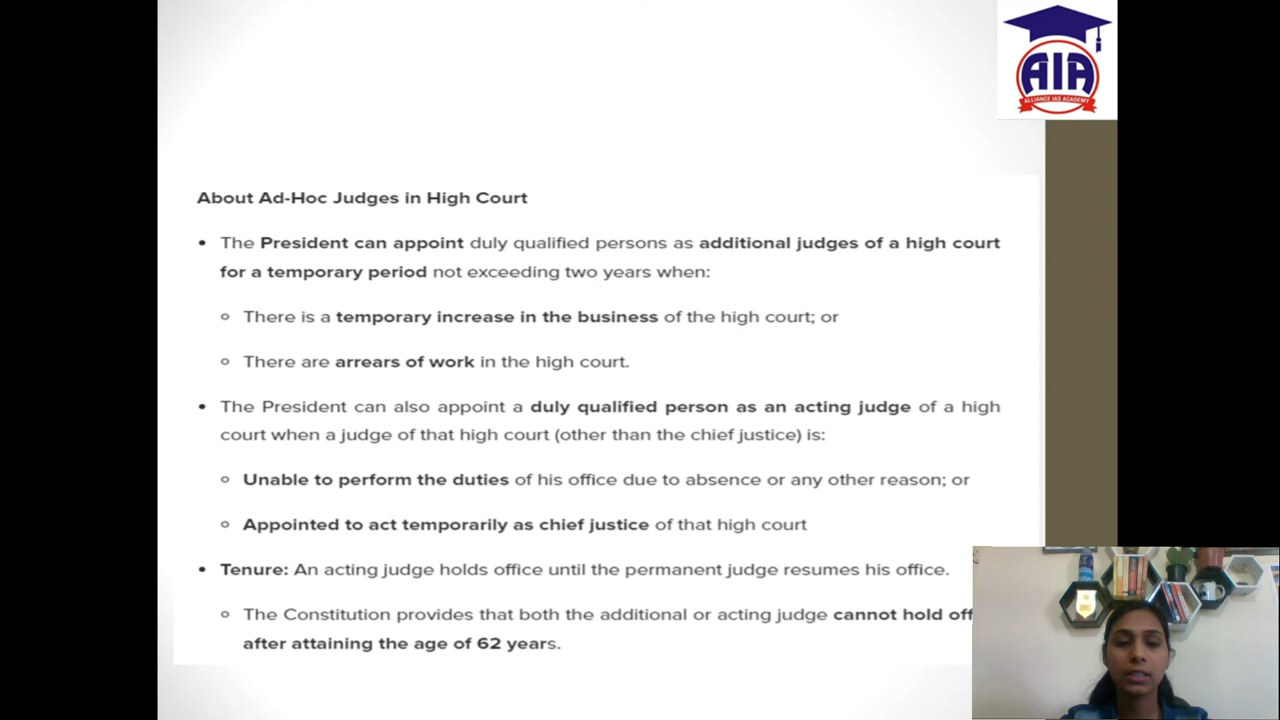 AIA
ALLIANCE IAS ACADEMY
About Ad-Hoc Judges in High Court
• The President can appoint duly qualified persons as additional judges of a high court
for a temporary period not exceeding two years when:
○ There is a temporary increase in the business of the high court; or
○ There are arrears of work in the high court.
• The President can also appoint a duly qualified person as an acting judge of a high
court when a judge of that high court (other than the chief justice) is:
○ Unable to perform the duties of his office due to absence or any other reason; or
○ Appointed to act temporarily as chief justice of that high court
• Tenure: An acting judge holds office until the permanent judge resumes his office.
○ The Constitution provides that both the additional or acting judge cannot hold
after attaining the age of 62 years.